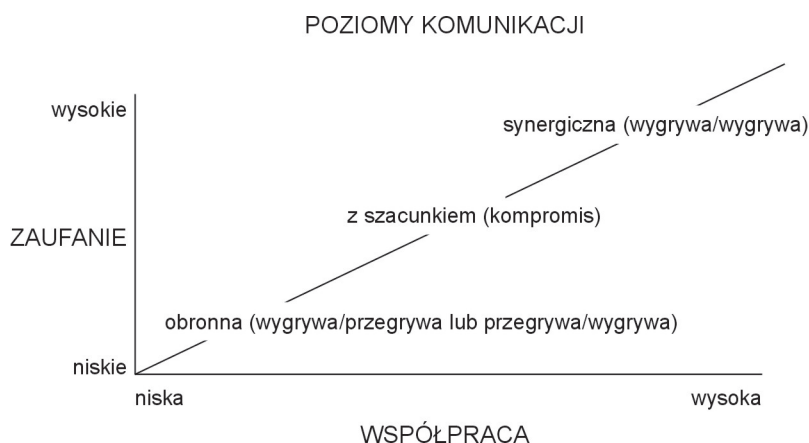 POZIOMY KOMUNIKACJI
wysokie
synergiczna (wygrywa/wygrywa)
z szacunkiem (kompromis)
ZAUFANIE
obronna (wygrywa/przegrywa lub przegrywa/wygrywa)
niskie
niska
wysoka
WSPÓŁPRACA